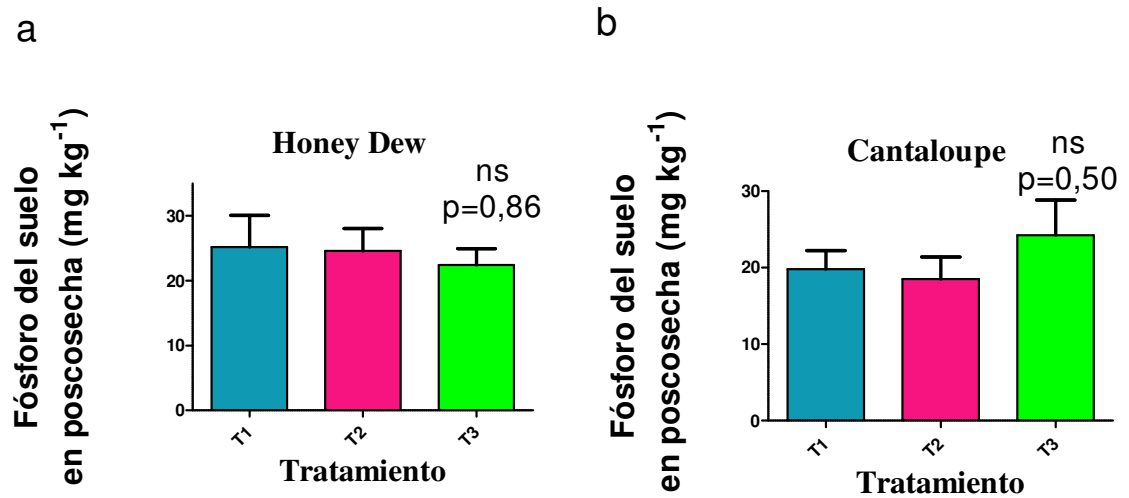 a
Honey Dew
ns
p=0,86
Fósforo del suelo
en poscosecha (mg kg⁻¹)
30
20
10
0
T1
T2
T3
Tratamiento
b
Cantaloupe
ns
p=0,50
Fósforo del suelo
en poscosecha (mg kg⁻¹)
30
20
10
0
T1
T2
T3
Tratamiento